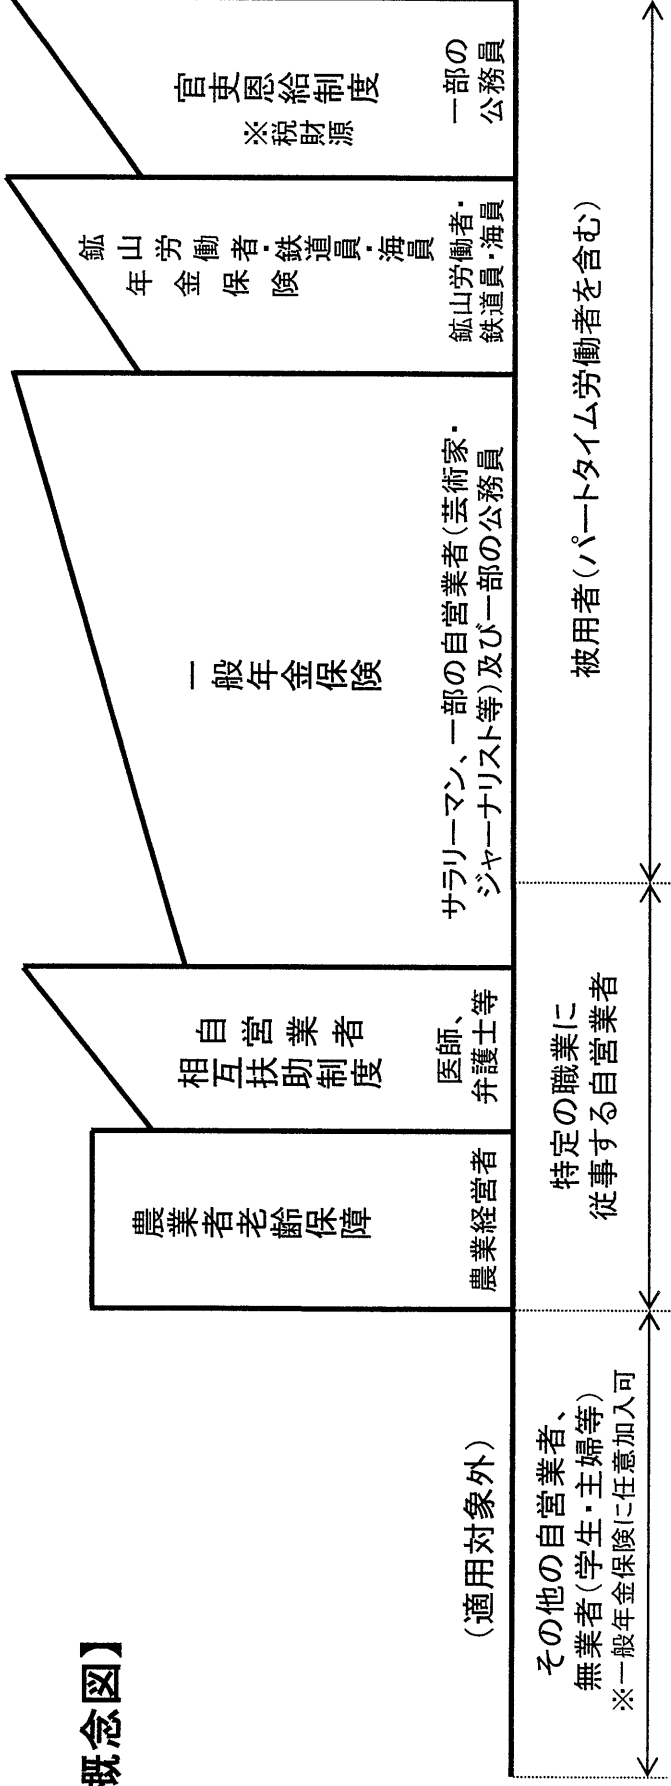 概念図】
(適用対象外)
その他の自営業者、
無業者(学生・主婦等)
※一般年金保険に任意加入可
農業者老齢保障
農業経営者
自営業者
相互扶助制度
医師、
弁護士等
特定の職業に
従事する自営業者
一般年金保険
サラリーマン、一部の自営業者(芸術家・
ジャーナリスト等)及び一部の公務員
鉱山労働者・鉄道員・海員
年金保険
鉱山労働者・
鉄道員・海員
官吏恩給制度
※税財源
一部の
公務員
被用者(パートタイム労働者を含む)